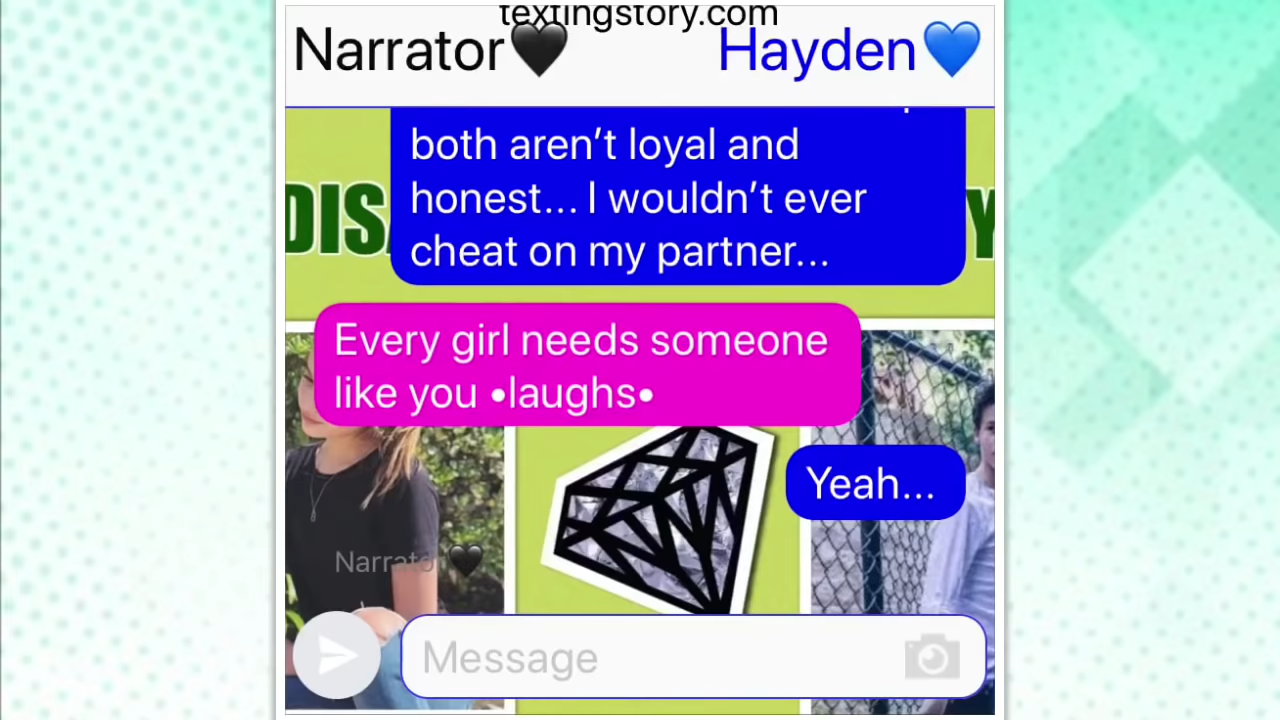 textingstory.com
Narrator🖤
Hayden💙
both aren't loyal and
honest... I wouldn't ever
cheat on my partner...
DIS
Y
Every girl needs someone
like you •laughs•
Yeah...
Narrator🖤
Message